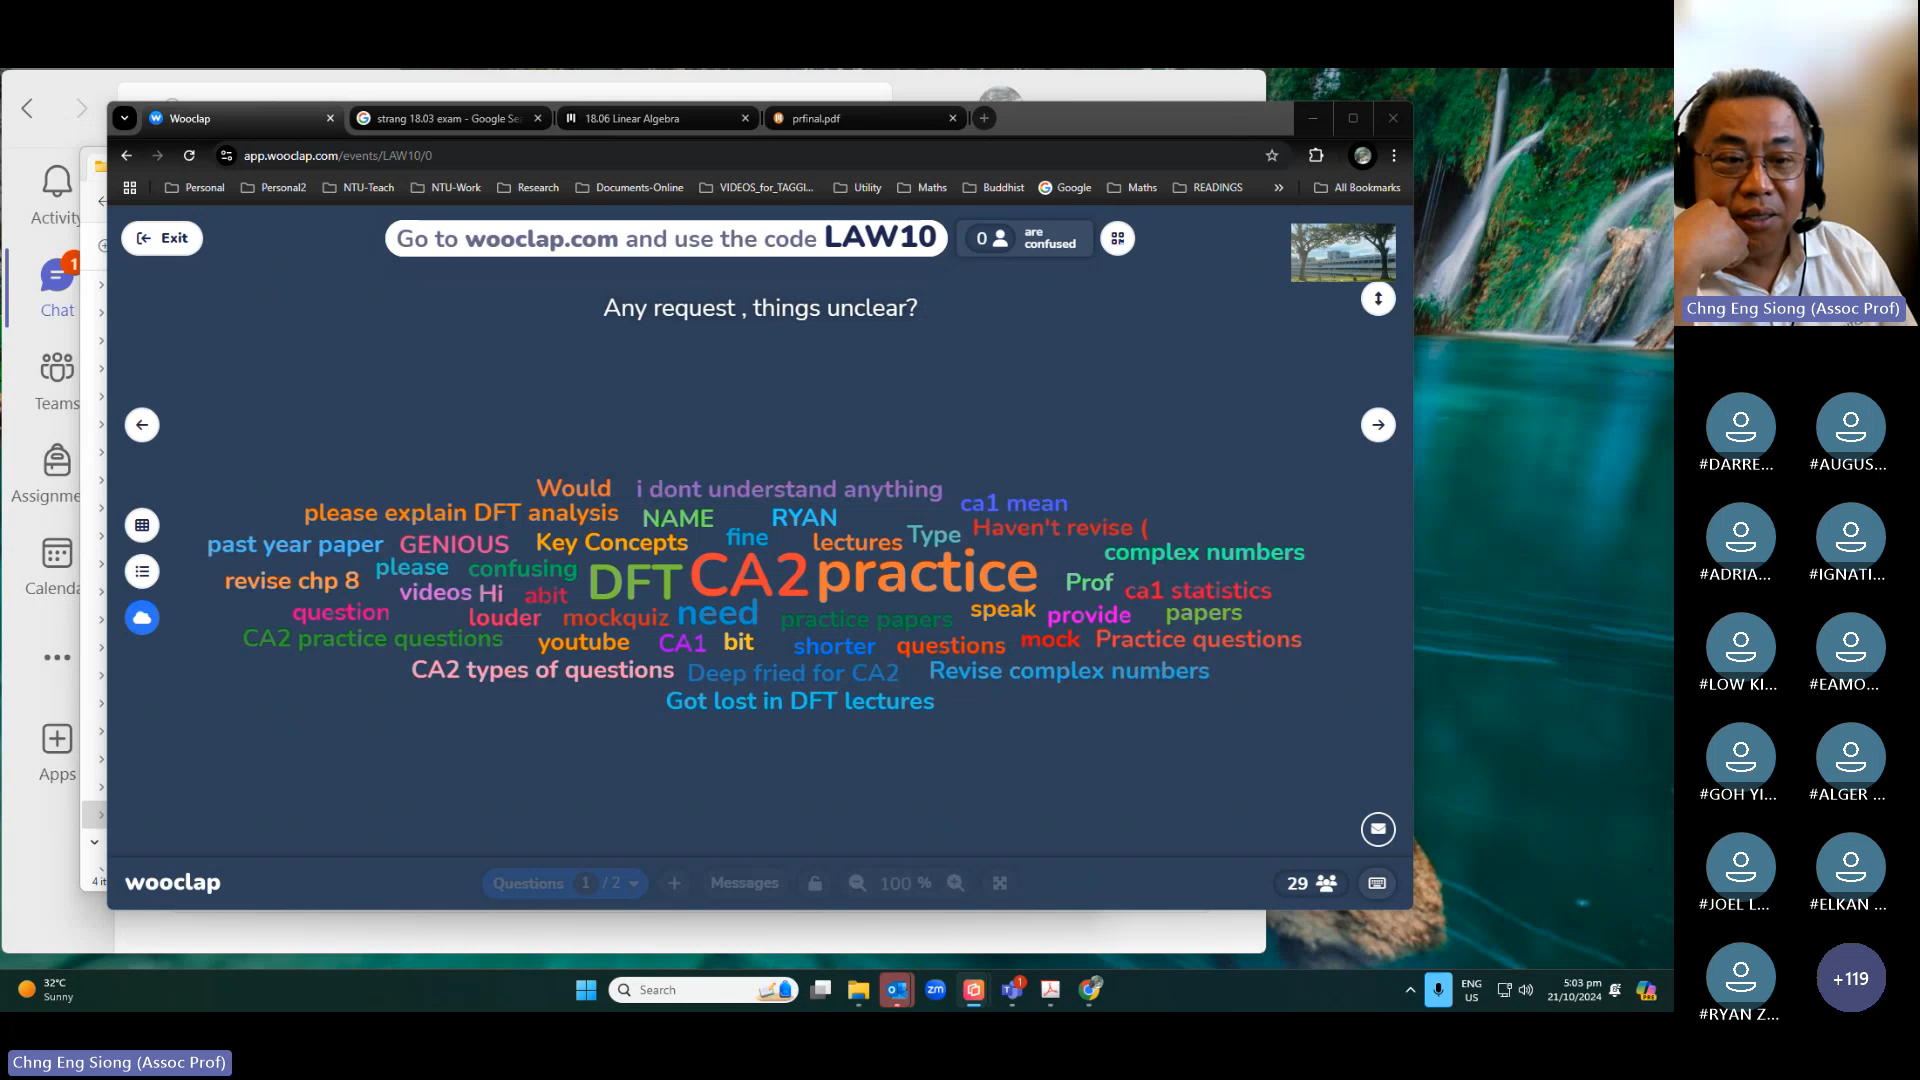 Wooclap
strang 18.03 exam - Google Se
18.06 Linear Algebra
prfinal.pdf
app.wooclap.com/events/LAW10/0
Personal
Personal2
NTU-Teach
NTU-Work
Research
Documents-Online
VIDEOS_for_TAGGI...
Utility
Maths
Buddhist
Google
Maths
READINGS
»
All Bookmarks
Exit
Go to wooclap.com and use the code LAW10
0 are confused
Any request , things unclear?
Would
i dont understand anything
ca1 mean
please explain DFT analysis
NAME
RYAN
Type
Haven't revise (
past year paper
GENIOUS
Key Concepts
fine
lectures
complex numbers
revise chp 8
please
confusing
DFT
CA2
practice
Prof
ca1 statistics
videos
Hi
abit
question
louder
mockquiz
need
practice papers
speak
provide
papers
CA2 practice questions
youtube
CA1
bit
shorter
questions
mock
Practice questions
CA2 types of questions
Deep fried for CA2
Revise complex numbers
Got lost in DFT lectures
wooclap
Questions 1 / 2
Messages
100 %
29
Activity
1
Chat
Teams
Assignme
Calenda
Apps
4 it
32°C
Sunny
Search
zm
1
ENG
US
5:03 pm
21/10/2024
Chng Eng Siong (Assoc Prof)
#DARRE...
#AUGUS...
#ADRIA...
#IGNATI...
#LOW KI...
#EAMO...
#GOH YI...
#ALGER ...
#JOEL L...
#ELKAN ...
#RYAN Z...
+119
Chng Eng Siong (Assoc Prof)